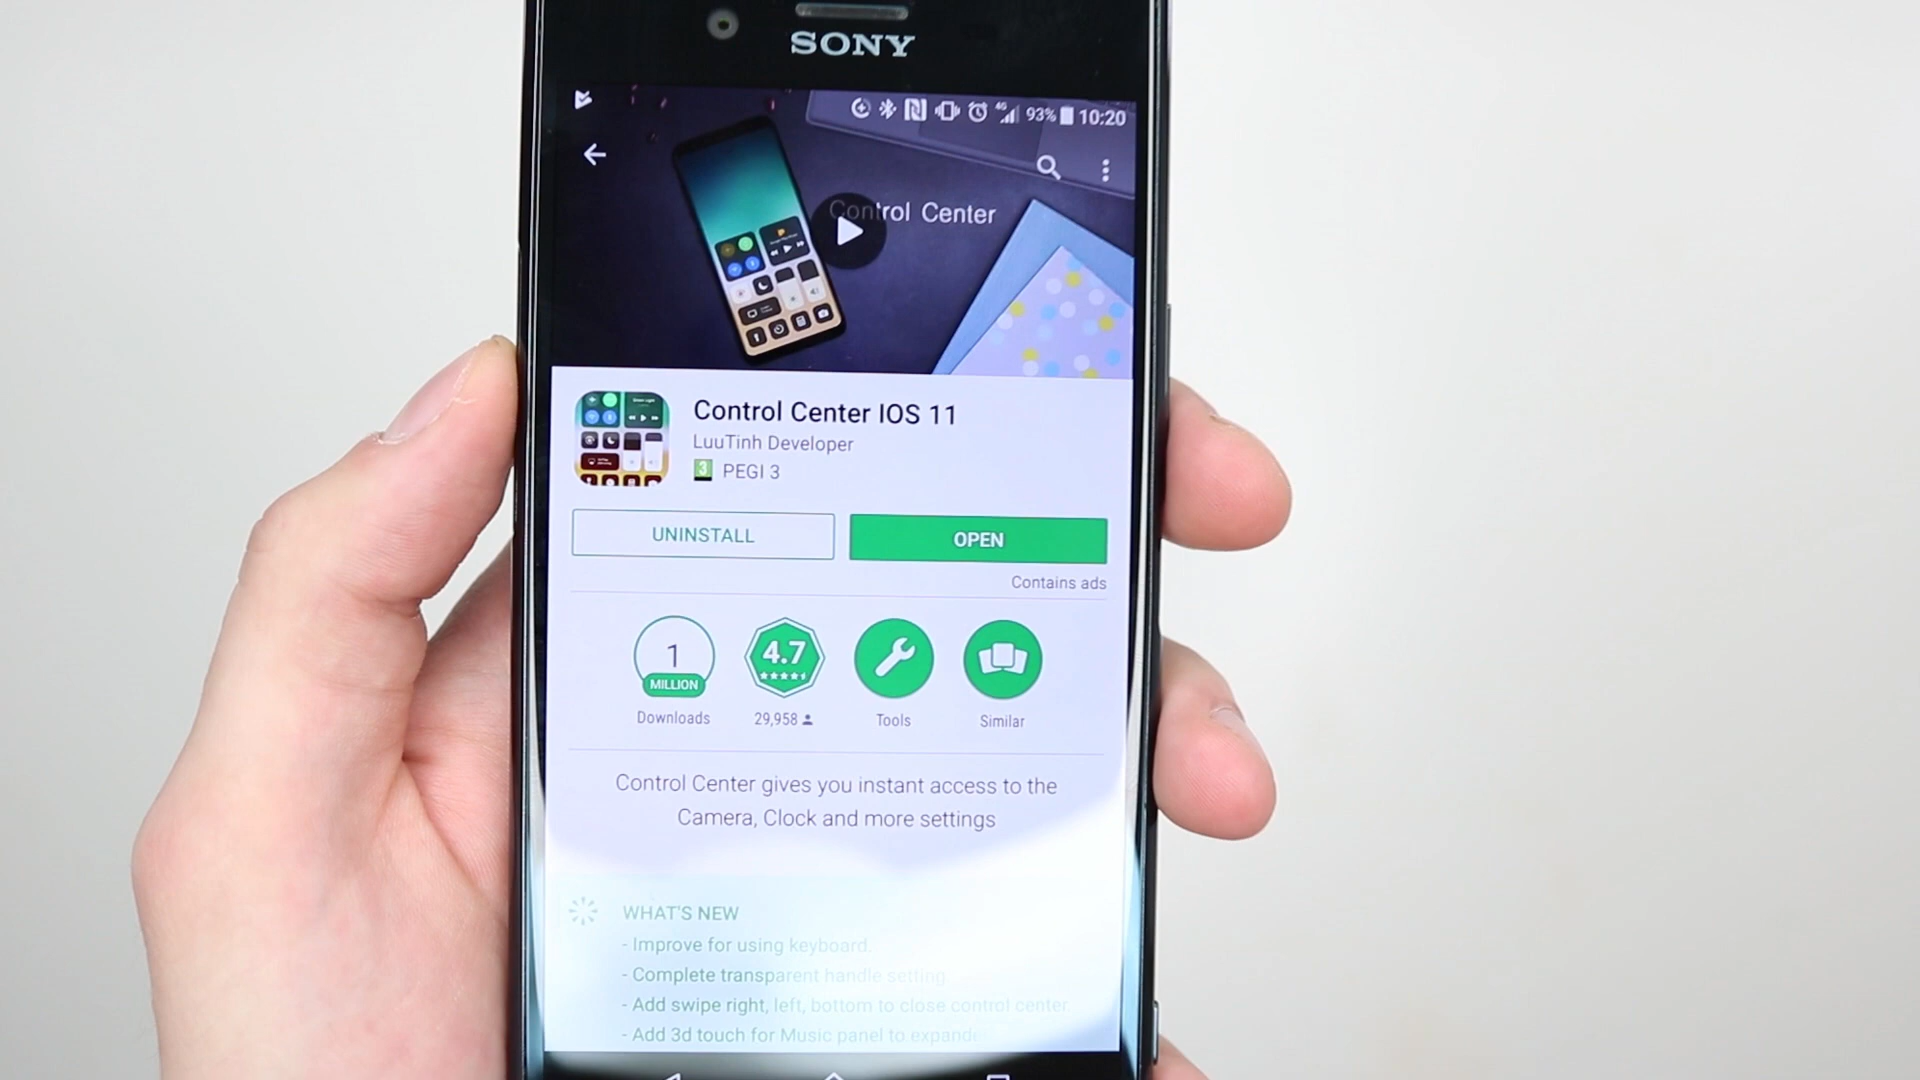 SONY
4G 93% 10:20
Control Center
Control Center IOS 11
LuuTinh Developer
3 PEGI 3
UNINSTALL
OPEN
Contains ads
1
MILLION
4.7
Downloads
29,958
Tools
Similar
Control Center gives you instant access to the
Camera, Clock and more settings
WHAT'S NEW
- Improve for using keyboard.
- Complete transparent handle setting
- Add swipe right, left, bottom to close control center
- Add 3d touch for Music panel to expand